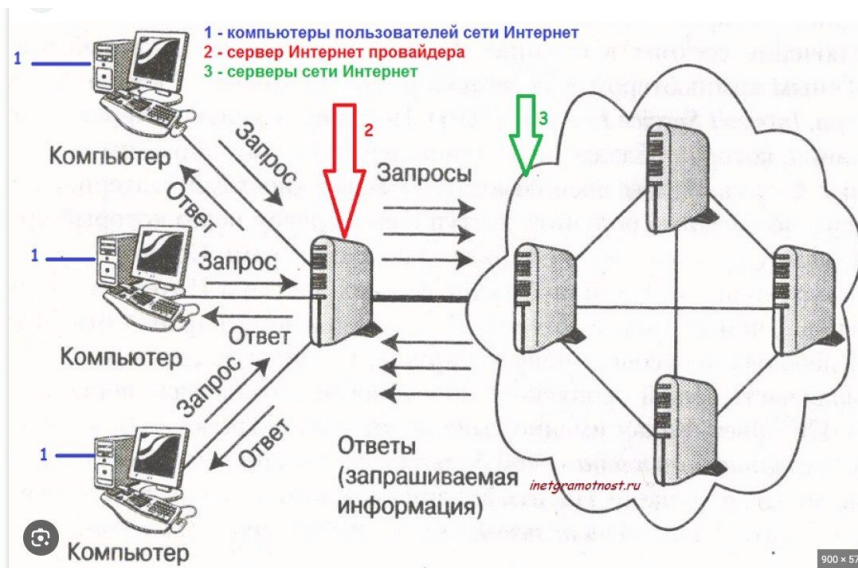 1 - компьютеры пользователей сети Интернет
2 - сервер Интернет провайдера
3 - серверы сети Интернет
1
2
3
Компьютер
Запрос
Ответ
Запросы
1
Запрос
Ответ
Компьютер
Запрос
Ответ
1
Компьютер
Ответы
(запрашиваемая
информация)
inetgramotnost.ru
900 × 57